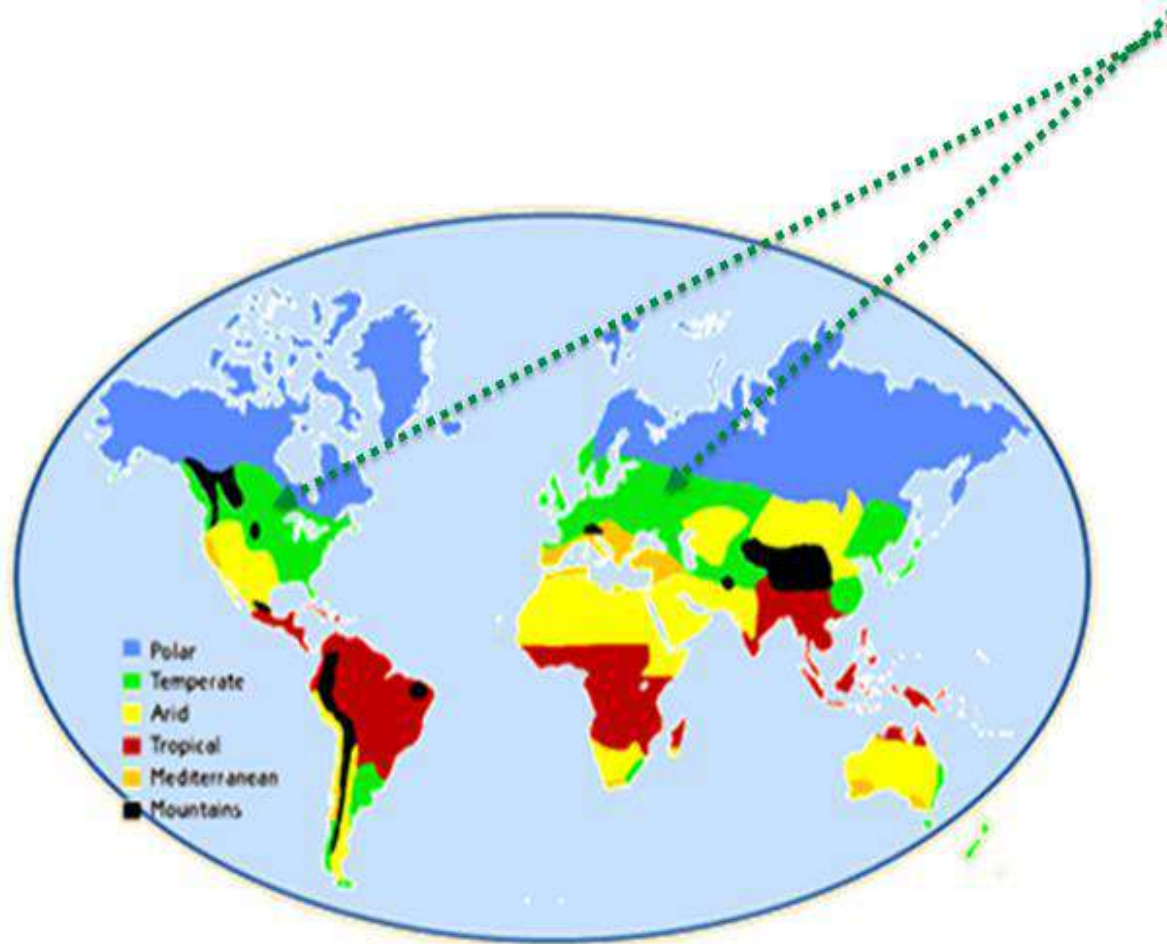 Polar
Temperate
Arid
Tropical
Mediterranean
Mountains